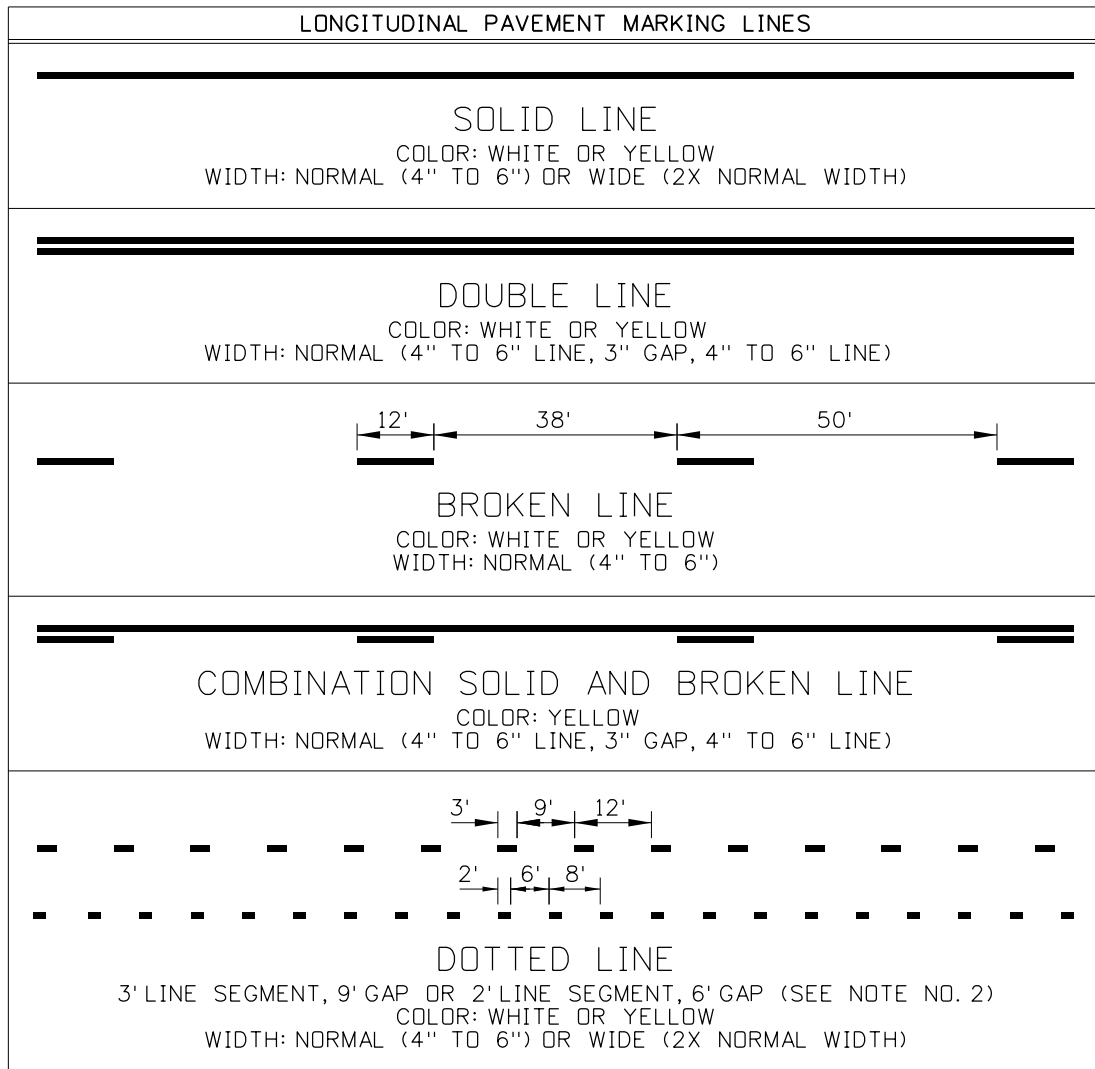 LONGITUDINAL PAVEMENT MARKING LINES
SOLID LINE
COLOR: WHITE OR YELLOW
WIDTH: NORMAL (4" TO 6") OR WIDE (2X NORMAL WIDTH)
DOUBLE LINE
COLOR: WHITE OR YELLOW
WIDTH: NORMAL (4" TO 6" LINE, 3" GAP, 4" TO 6" LINE)
12' 38' 50'
BROKEN LINE
COLOR: WHITE OR YELLOW
WIDTH: NORMAL (4" TO 6")
COMBINATION SOLID AND BROKEN LINE
COLOR: YELLOW
WIDTH: NORMAL (4" TO 6" LINE, 3" GAP, 4" TO 6" LINE)
3' 9' 12'
2' 6' 8'
DOTTED LINE
3' LINE SEGMENT, 9' GAP OR 2' LINE SEGMENT, 6' GAP (SEE NOTE NO. 2)
COLOR: WHITE OR YELLOW
WIDTH: NORMAL (4" TO 6") OR WIDE (2X NORMAL WIDTH)